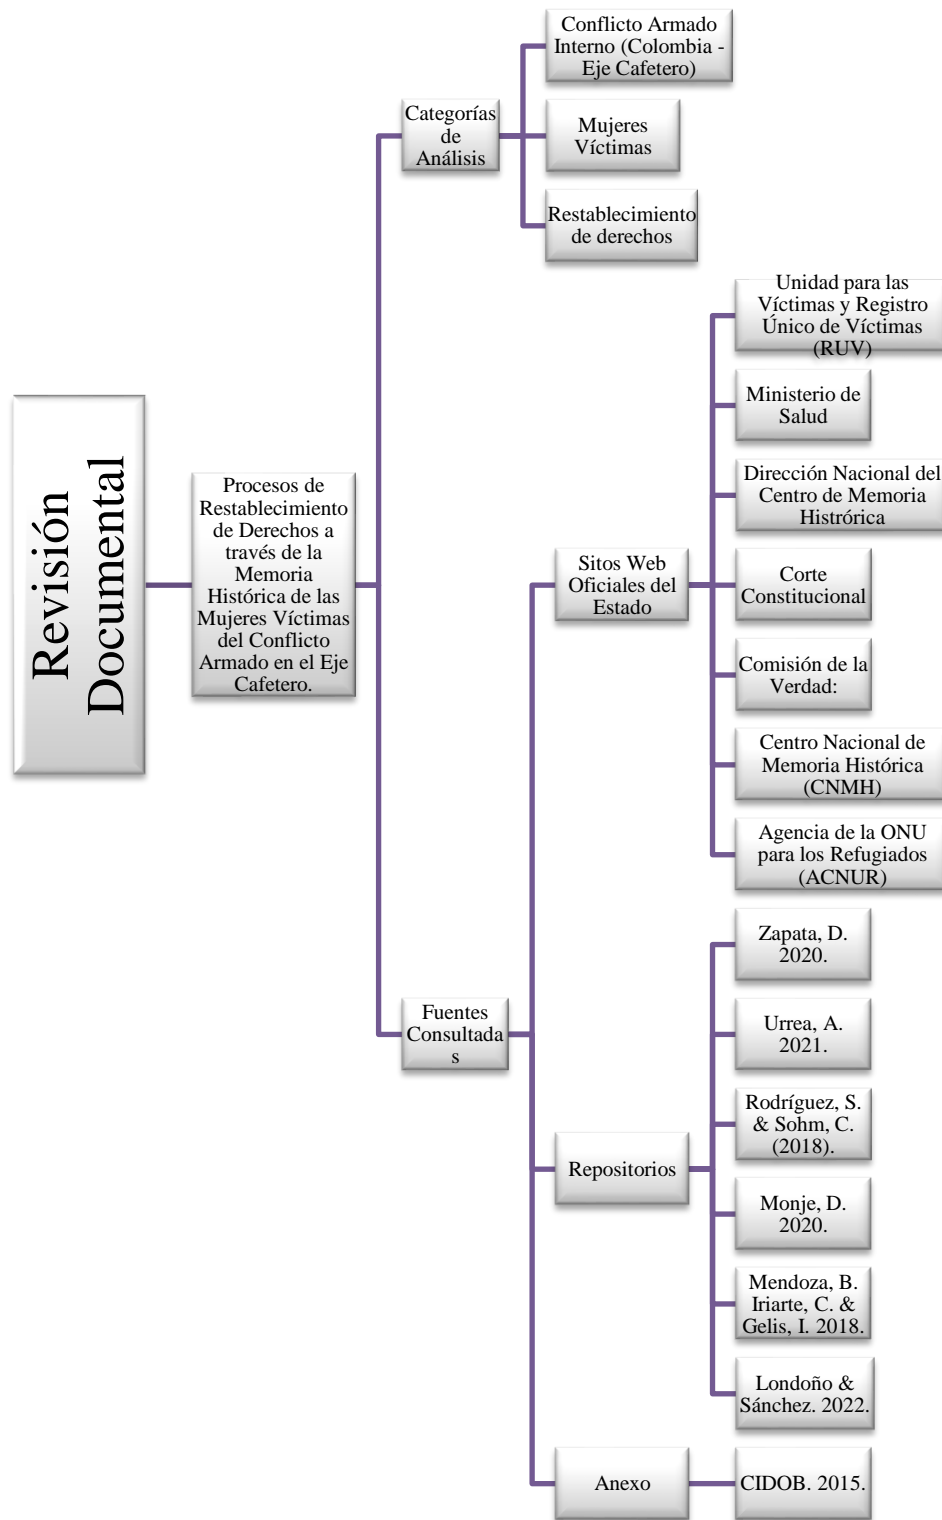 Revisión
Documental
Procesos de
Restablecimiento
de Derechos a
través de la
Memoria
Histórica de las
Mujeres Víctimas
del Conflicto
Armado en el Eje
Cafetero.
Categorías
de
Análisis
Conflicto Armado
Interno (Colombia -
Eje Cafetero)
Mujeres
Víctimas
Restablecimiento
de derechos
Fuentes
Consultada
s
Sitios Web
Oficiales del
Estado
Unidad para las
Víctimas y Registro
Único de Víctimas
(RUV)
Ministerio de
Salud
Dirección Nacional del
Centro de Memoria
Histrórica
Corte
Constitucional
Comisión de la
Verdad:
Centro Nacional de
Memoria Histórica
(CNMH)
Agencia de la ONU
para los Refugiados
(ACNUR)
Repositorios
Zapata, D.
2020.
Urrea, A.
2021.
Rodríguez, S.
& Sohm, C.
(2018).
Monje, D.
2020.
Mendoza, B.
Iriarte, C. &
Gelis, I. 2018.
Londoño &
Sánchez. 2022.
Anexo
CIDOB. 2015.